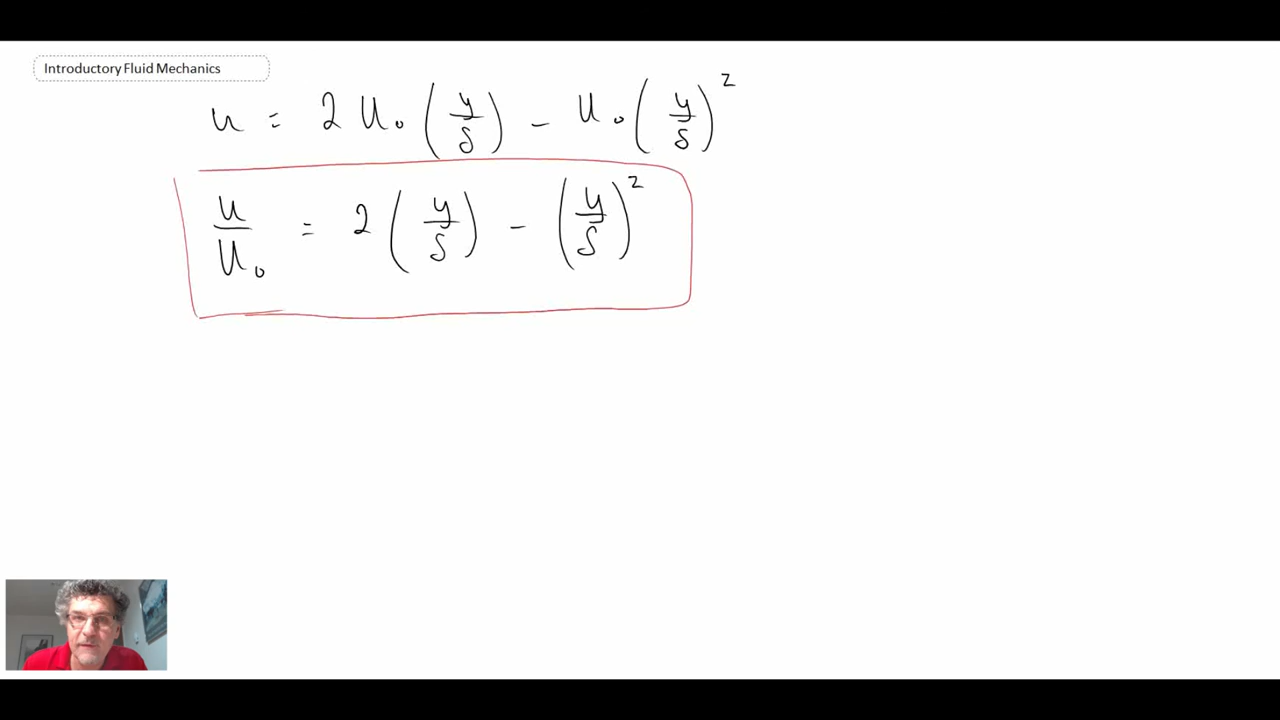 Introductory Fluid Mechanics
u = 2 U₀ (y/δ) − U₀ (y/δ)²
u/U₀ = 2 (y/δ) − (y/δ)²